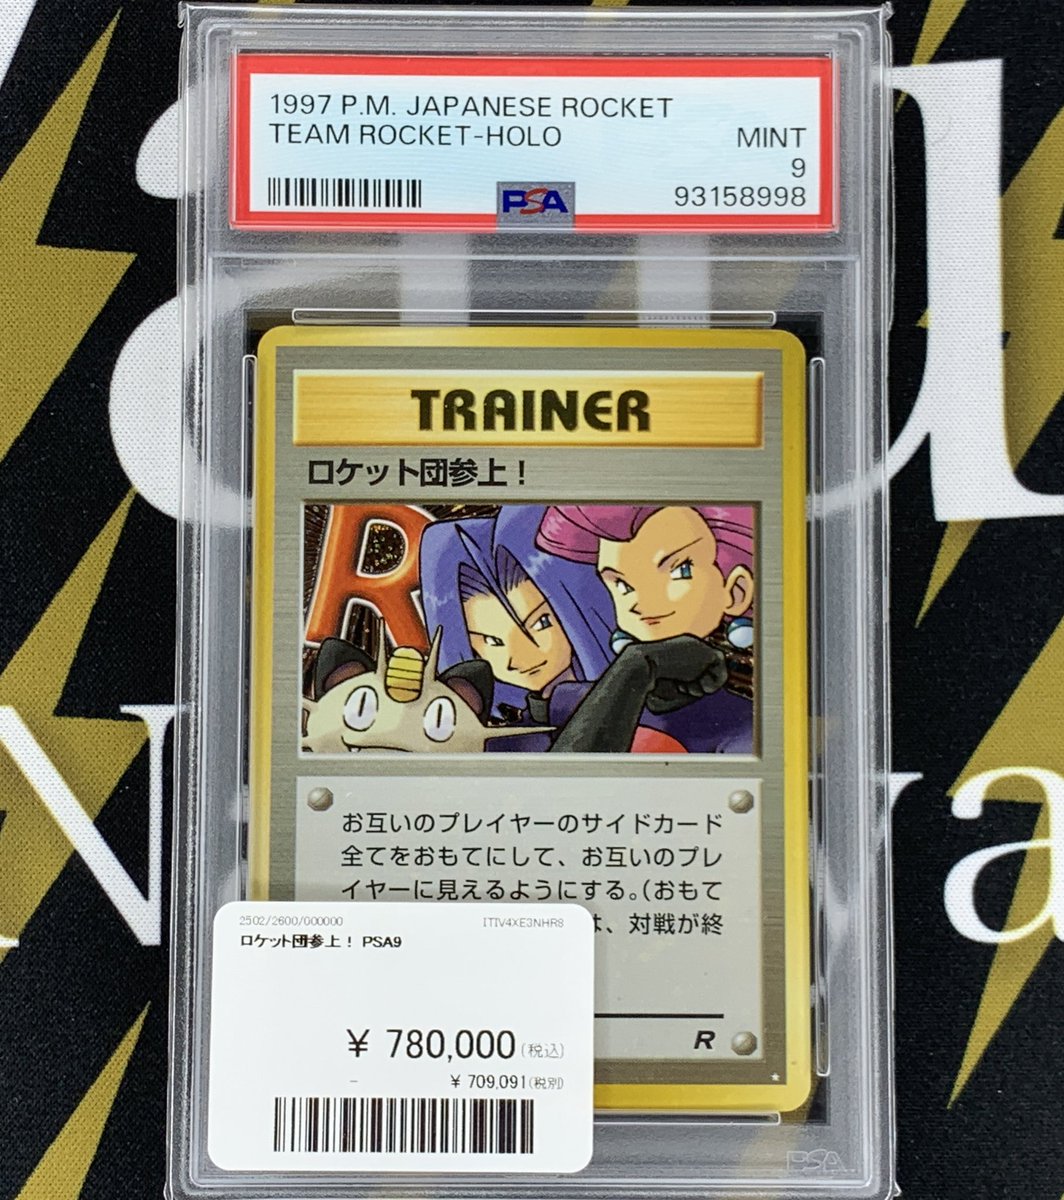 1997 P.M. JAPANESE ROCKET
TEAM ROCKET-HOLO
MINT
9
PSA
93158998
TRAINER
ロケット団参上！
R
お互いのプレイヤーのサイドカード
全てをおもてにして、お互いのプレ
イヤーに見えるようにする。(おもて
は、対戦が終
R
2502/2600/000000
ITIV4XE3NHR8
ロケット団参上！ PSA9
￥ 780,000(税込)
￥ 709,091(税別)
PSA